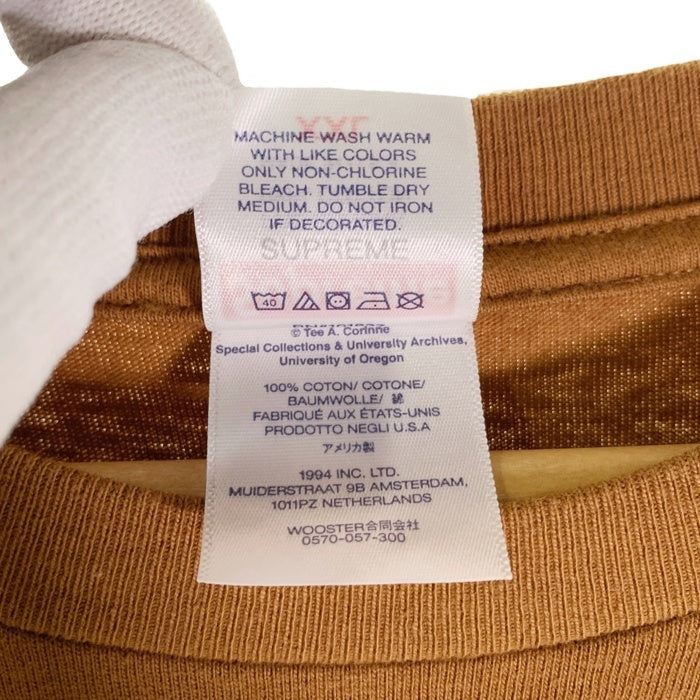 XXL
MACHINE WASH WARM
WITH LIKE COLORS
ONLY NON-CHLORINE
BLEACH. TUMBLE DRY
MEDIUM. DO NOT IRON
IF DECORATED.
SUPREME
40
© Tee A. Corinne
Special Collections & University Archives,
University of Oregon
100% COTON/ COTONE/
BAUMWOLLE/ 綿
FABRIQUÉ AUX ÉTATS-UNIS
PRODOTTO NEGLI U.S.A
アメリカ製
1994 INC. LTD.
MUIDERSTRAAT 9B AMSTERDAM,
1011PZ NETHERLANDS
WOOSTER合同会社
0570-057-300